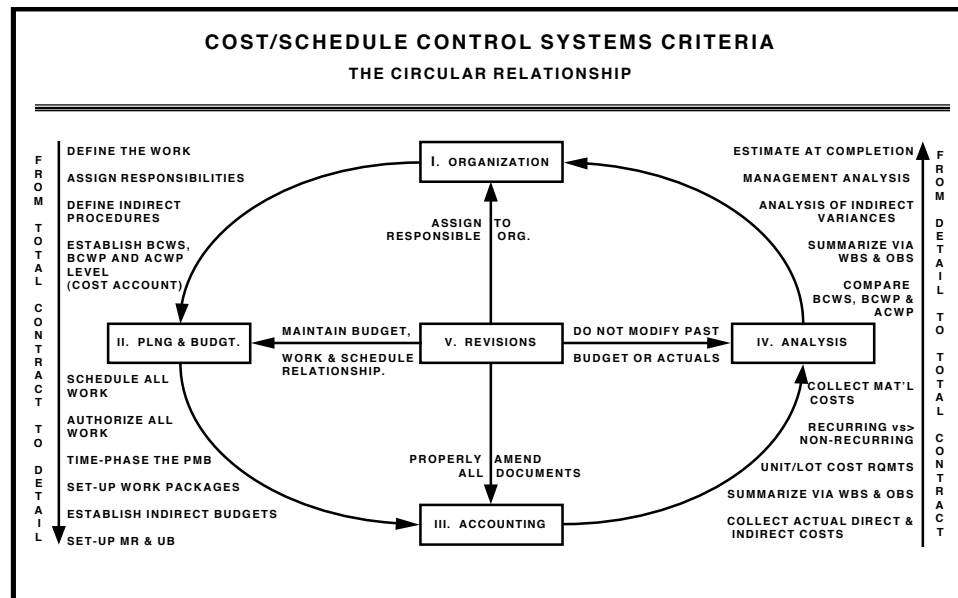 COST/SCHEDULE CONTROL SYSTEMS CRITERIA
THE CIRCULAR RELATIONSHIP
FROM TOTAL CONTRACT TO DETAIL
DEFINE THE WORK
ASSIGN RESPONSIBILITIES
DEFINE INDIRECT
PROCEDURES
ESTABLISH BCWS,
BCWP AND ACWP
LEVEL
(COST ACCOUNT)
I. ORGANIZATION
ASSIGN TO
RESPONSIBLE ORG.
ESTIMATE AT COMPLETION
MANAGEMENT ANALYSIS
ANALYSIS OF INDIRECT
VARIANCES
SUMMARIZE VIA
WBS & OBS
COMPARE
BCWS, BCWP &
ACWP
FROM DETAIL TO TOTAL CONTRACT
II. PLNG & BUDGT.
MAINTAIN BUDGET,
WORK & SCHEDULE
RELATIONSHIP.
V. REVISIONS
DO NOT MODIFY PAST
BUDGET OR ACTUALS
IV. ANALYSIS
SCHEDULE ALL
WORK
AUTHORIZE ALL
WORK
TIME-PHASE THE PMB
SET-UP WORK PACKAGES
ESTABLISH INDIRECT BUDGETS
SET-UP MR & UB
PROPERLY AMEND
ALL DOCUMENTS
III. ACCOUNTING
COLLECT MAT'L
COSTS
RECURRING vs>
NON-RECURRING
UNIT/LOT COST RQMTS
SUMMARIZE VIA WBS & OBS
COLLECT ACTUAL DIRECT &
INDIRECT COSTS